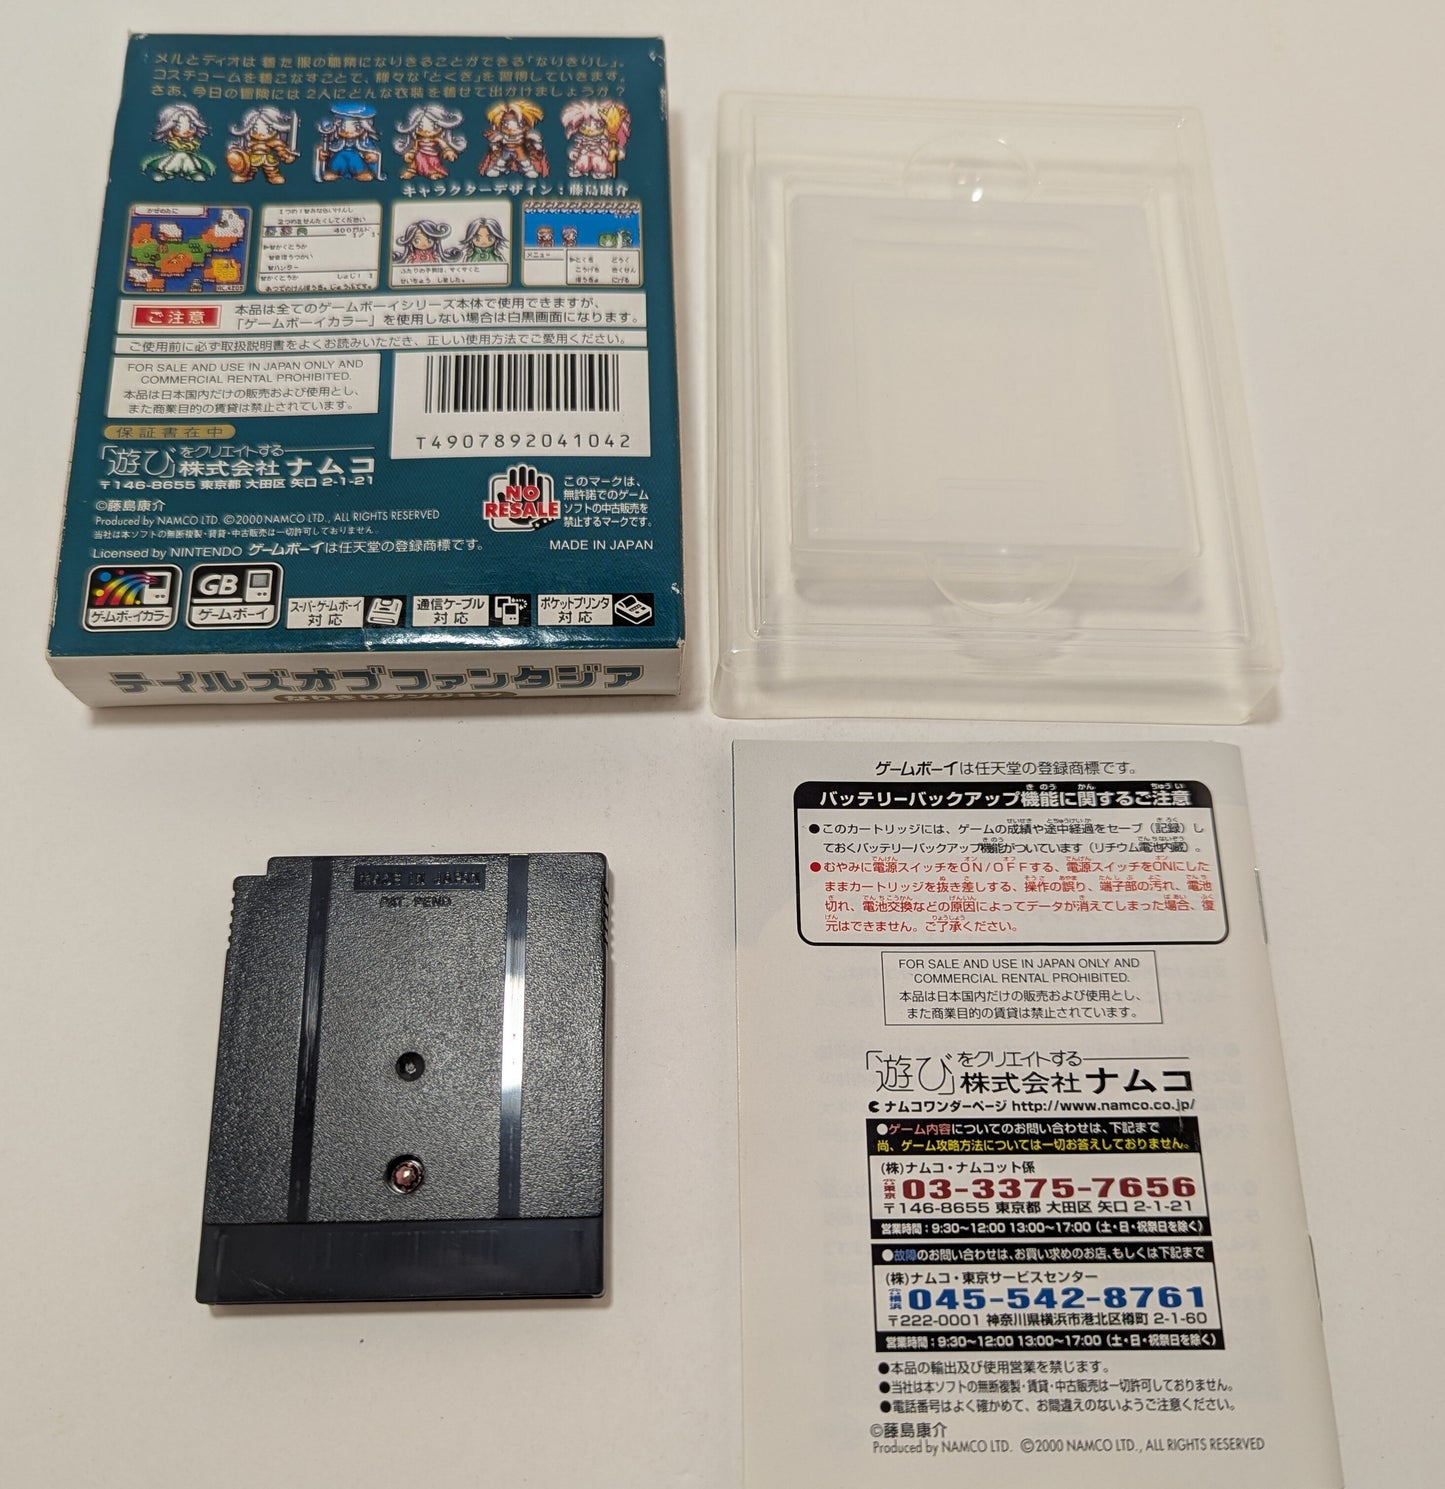 メルとディオは 着た服の職業になりきることができる「なりきりし」。
コスチュームを着こなすことで、様々な「とくぎ」を習得していきます。
さあ、今日の冒険には 2人にどんな衣装を着せて出かけましょうか？
キャラクターデザイン：藤島康介
かぜのたに
メニュー
ご注意
本品は全てのゲームボーイシリーズ本体で使用できますが、
「ゲームボーイカラー」を使用しない場合は白黒画面になります。
ご使用前に必ず取扱説明書をよくお読みいただき、正しい使用方法でご愛用ください。
FOR SALE AND USE IN JAPAN ONLY AND
COMMERCIAL RENTAL PROHIBITED.
本品は日本国内だけの販売および使用とし、
また商業目的の賃貸は禁止されています。
T4907892041042
保証書在中
「遊び」をクリエイトする
株式会社 ナムコ
〒146-8655 東京都 大田区 矢口 2-1-21
NO
RESALE
このマークは、
無許諾でのゲーム
ソフトの中古販売を
禁止するマークです。
©藤島康介
Produced by NAMCO LTD. ©2000 NAMCO LTD., ALL RIGHTS RESERVED
当社は本ソフトの無断複製・賃貸・中古販売は一切許可しておりません。
Licensed by NINTENDO ゲームボーイは任天堂の登録商標です。
MADE IN JAPAN
ゲームボーイカラー
GB
ゲームボーイ
スーパーゲームボーイ
対応
通信ケーブル
対応
ポケットプリンタ
対応
テイルズオブファンタジア
MADE IN JAPAN
PAT. PEND
ゲームボーイは任天堂の登録商標です。
バッテリーバックアップ機能に関するご注意
●このカートリッジには、ゲームの成績や途中経過をセーブ（記録）し
ておくバッテリーバックアップ機能がついています（リチウム電池内蔵）。
●むやみに電源スイッチをON/OFFする、電源スイッチをONにした
ままカートリッジを抜き差しする、操作の誤り、端子部の汚れ、電池
切れ、電池交換などの原因によってデータが消えてしまった場合、復
元はできません。ご了承ください。
FOR SALE AND USE IN JAPAN ONLY AND
COMMERCIAL RENTAL PROHIBITED.
本品は日本国内だけの販売および使用とし、
また商業目的の賃貸は禁止されています。
「遊び」をクリエイトする
株式会社 ナムコ
ナムコワンダーページ http://www.namco.co.jp/
●ゲーム内容についてのお問い合わせは、下記まで
尚、ゲーム攻略方法については一切お答えしておりません。
(株)ナムコ・ナムコット係
東京 03-3375-7656
〒146-8655 東京都 大田区 矢口 2-1-21
営業時間：9:30～12:00 13:00～17:00（土・日・祝祭日を除く）
●故障のお問い合わせは、お買い求めのお店、もしくは下記まで
(株)ナムコ・東京サービスセンター
横浜 045-542-8761
〒222-0001 神奈川県横浜市港北区樽町 2-1-60
営業時間：9:30～12:00 13:00～17:00（土・日・祝祭日を除く）
●本品の輸出及び使用営業を禁じます。
●当社は本ソフトの無断複製・賃貸・中古販売は一切許可しておりません。
●電話番号はよく確かめて、お間違えのないようご注意ください。
©藤島康介
Produced by NAMCO LTD. ©2000 NAMCO LTD., ALL RIGHTS RESERVED